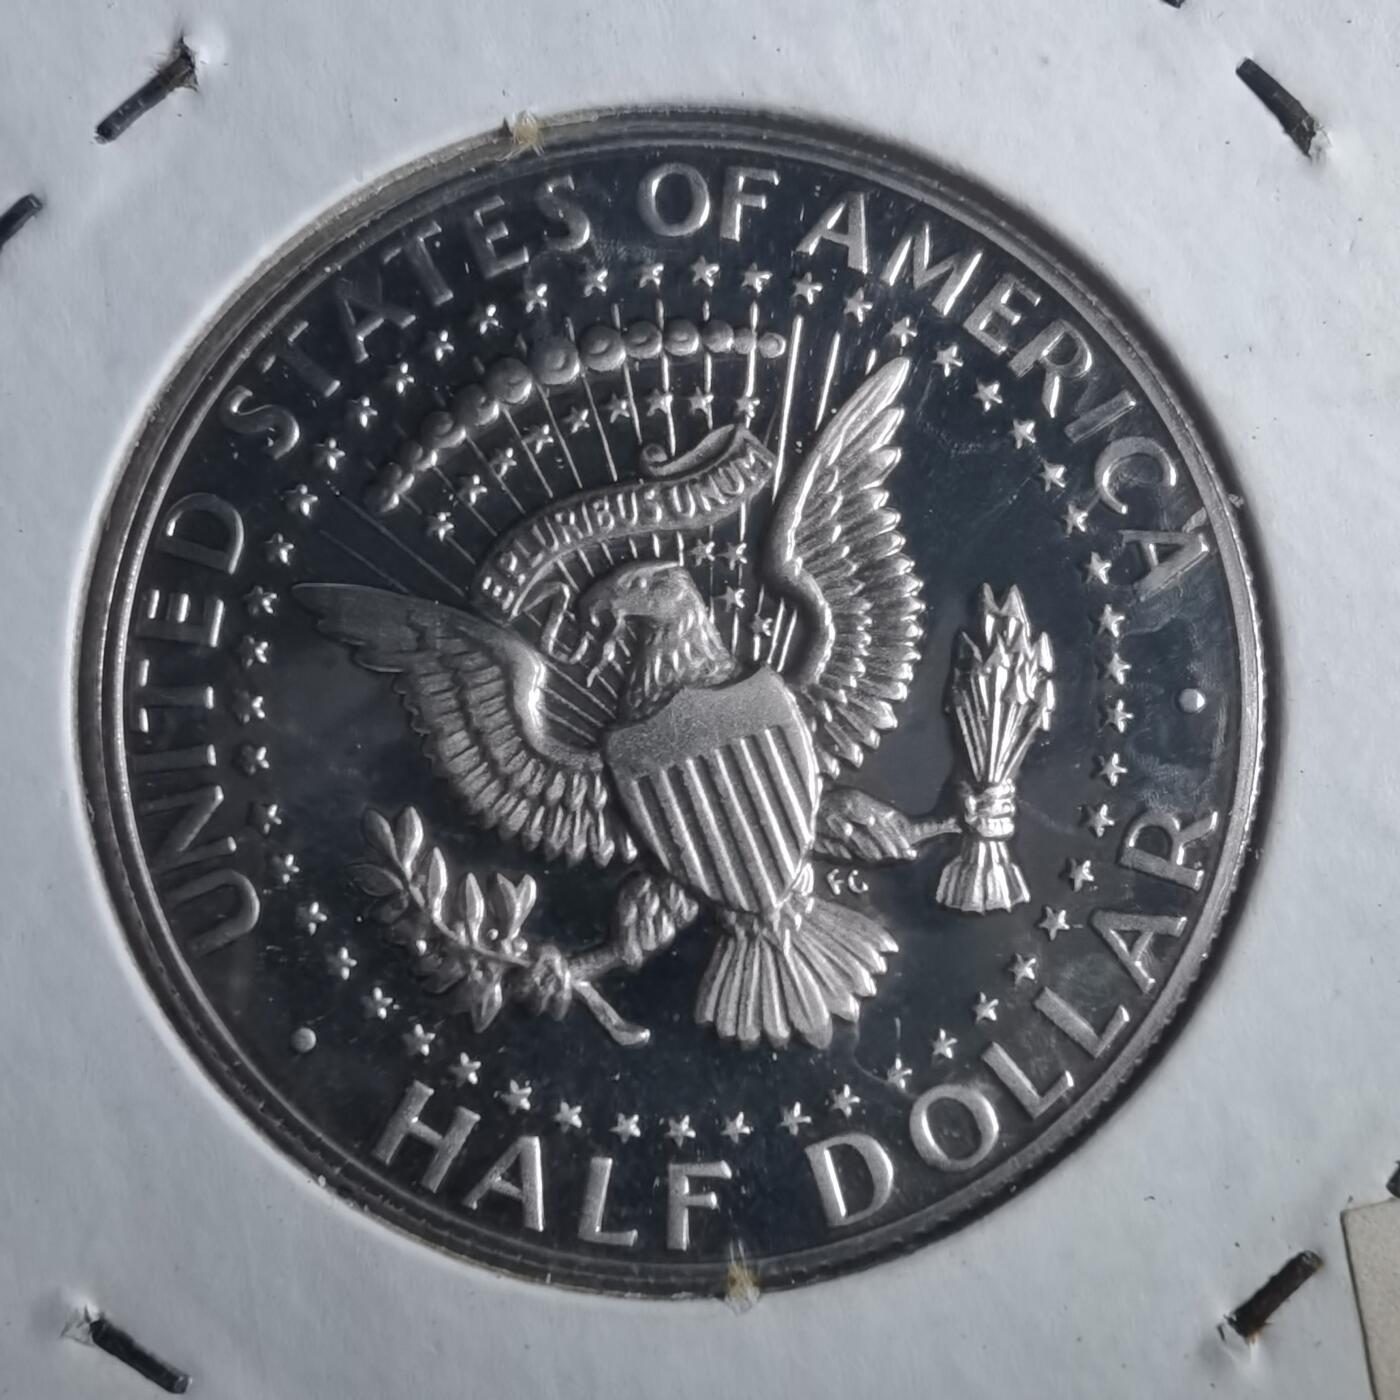 UNITED STATES OF AMERICA
E PLURIBUS UNUM
FG
HALF DOLLAR